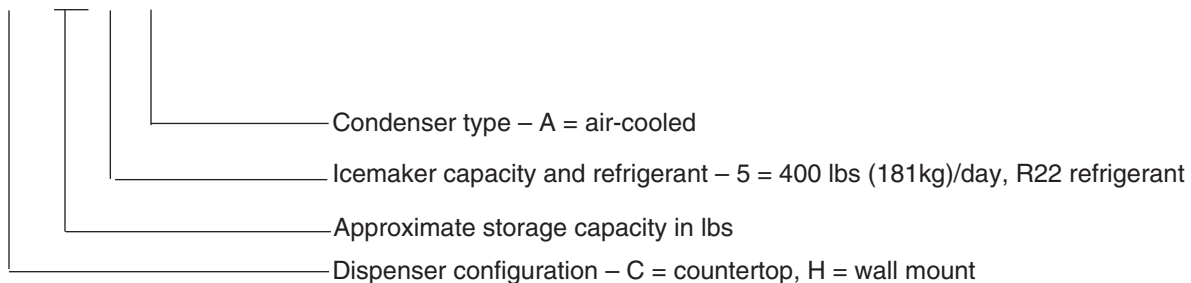 Condenser type – A = air-cooled
Icemaker capacity and refrigerant – 5 = 400 lbs (181kg)/day, R22 refrigerant
Approximate storage capacity in lbs
Dispenser configuration – C = countertop, H = wall mount